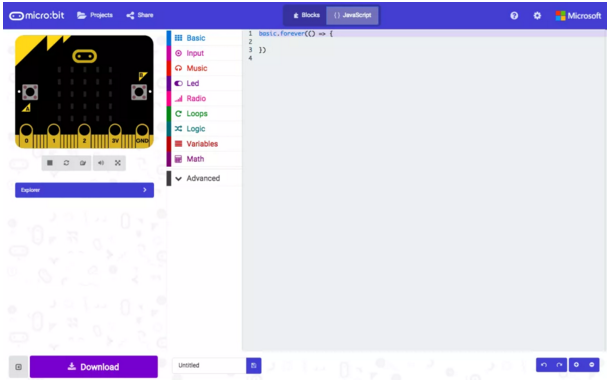 micro:bit Projects Share Blocks {} JavaScript Microsoft
Basic
Input
Music
Led
Radio
Loops
Logic
Variables
Math
Advanced
1 basic.forever(() => {
2
3 })
4
B
A
0 1 2 3V GND
Explorer
Download
Untitled